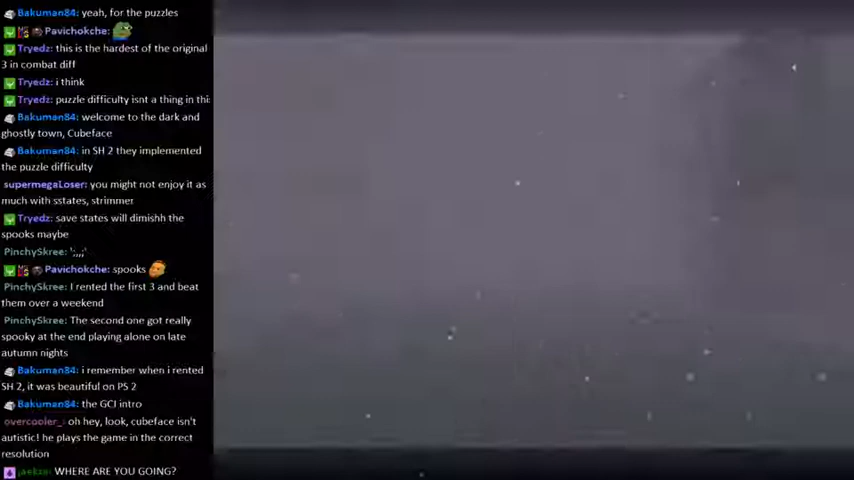 Bakuman84: yeah, for the puzzles
Pavichokche:
Tryedz: this is the hardest of the original
3 in combat diff
Tryedz: i think
Tryedz: puzzle difficulty isnt a thing in thi
Bakuman84: welcome to the dark and
ghostly town, Cubeface
Bakuman84: in SH 2 they implemented
the puzzle difficulty
supermegaLoser: you might not enjoy it as
much with sstates, strimmer
Tryedz: save states will dimishh the
spooks maybe
PinchySkree: ';,,,;'
Pavichokche: spooks
PinchySkree: I rented the first 3 and beat
them over a weekend
PinchySkree: The second one got really
spooky at the end playing alone on late
autumn nights
Bakuman84: i remember when i rented
SH 2, it was beautiful on PS 2
Bakuman84: the GCI intro
overcooler_: oh hey, look, cubeface isn't
autistic! he plays the game in the correct
resolution
WHERE ARE YOU GOING?